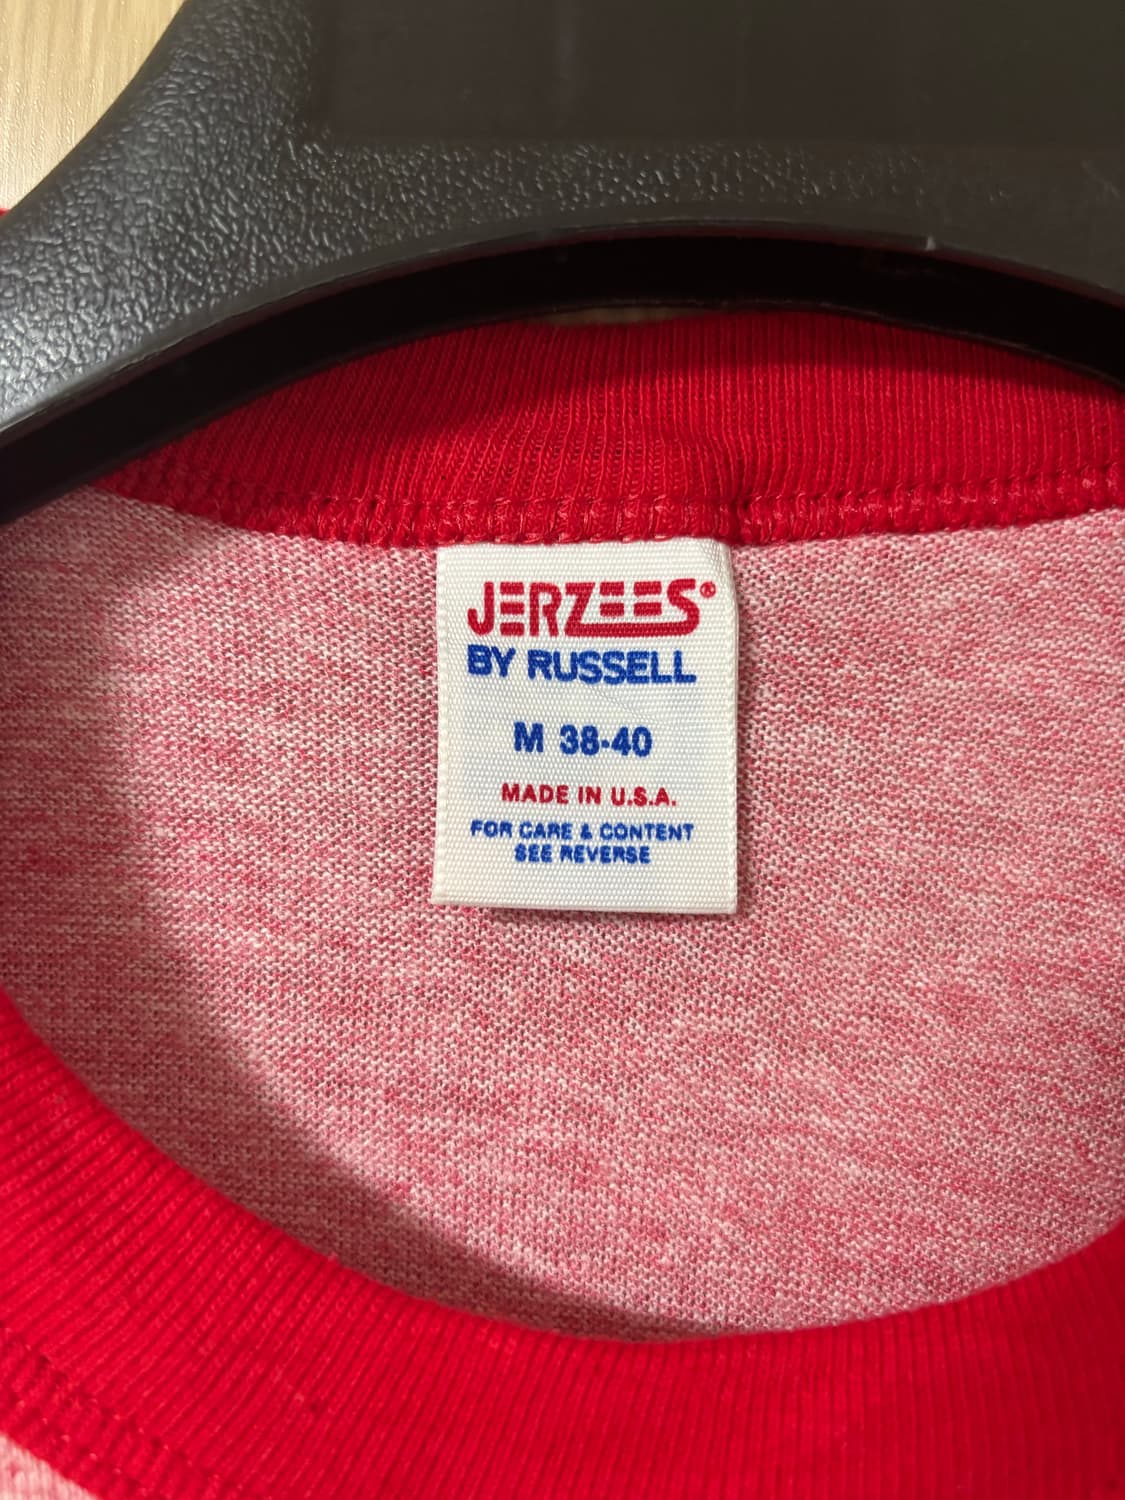 JERZEES®
BY RUSSELL
M 38-40
MADE IN U.S.A.
FOR CARE & CONTENT
SEE REVERSE